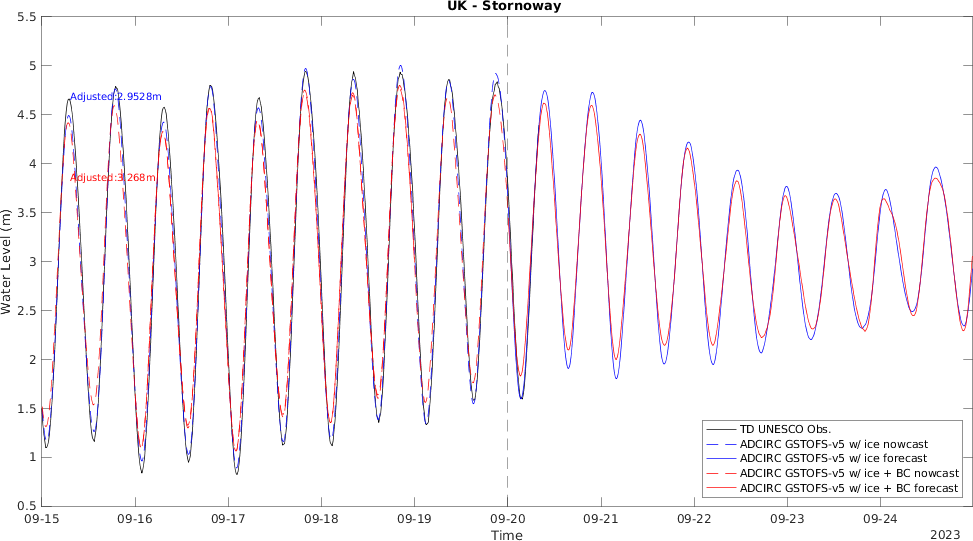 UK - Stornoway
5.5
5
4.5
4
3.5
3
2.5
2
1.5
1
0.5
Water Level (m)
Adjusted:2.9528m
Adjusted:3.268m
TD UNESCO Obs.
ADCIRC GSTOFS-v5 w/ ice nowcast
ADCIRC GSTOFS-v5 w/ ice forecast
ADCIRC GSTOFS-v5 w/ ice + BC nowcast
ADCIRC GSTOFS-v5 w/ ice + BC forecast
09-15 09-16 09-17 09-18 09-19 09-20 09-21 09-22 09-23 09-24
Time
2023